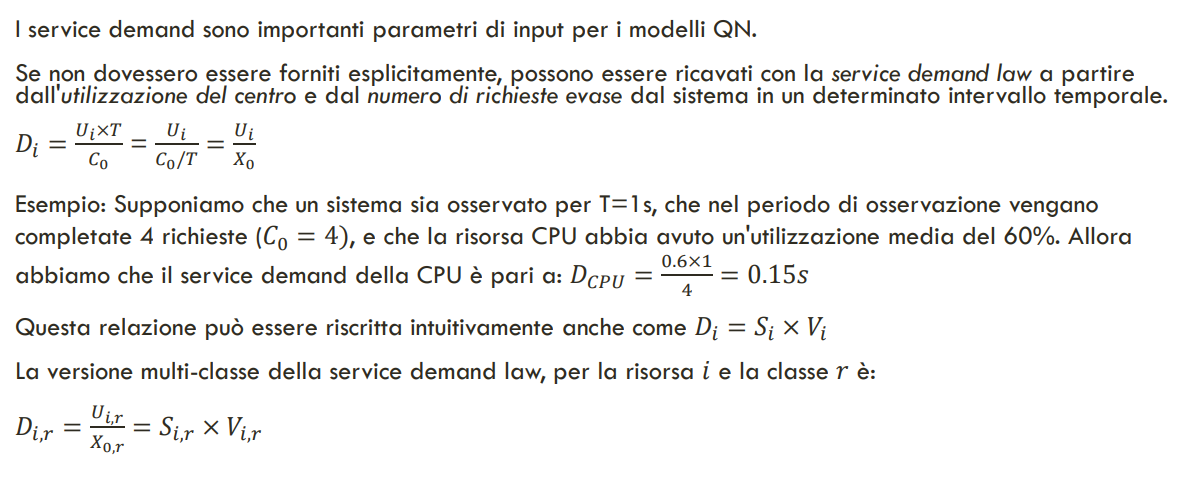 I service demand sono importanti parametri di input per i modelli QN.
Se non dovessero essere forniti esplicitamente, possono essere ricavati con la service demand law a partire
dall'utilizzazione del centro e dal numero di richieste evase dal sistema in un determinato intervallo temporale.
$D_i = \frac{U_i \times T}{C_0} = \frac{U_i}{C_0/T} = \frac{U_i}{X_0}$
Esempio: Supponiamo che un sistema sia osservato per T=1s, che nel periodo di osservazione vengano
completate 4 richieste ($C_0 = 4$), e che la risorsa CPU abbia avuto un'utilizzazione media del 60%. Allora
abbiamo che il service demand della CPU è pari a: $D_{CPU} = \frac{0.6 \times 1}{4} = 0.15s$
Questa relazione può essere riscritta intuitivamente anche come $D_i = S_i \times V_i$
La versione multi-classe della service demand law, per la risorsa $i$ e la classe $r$ è:
$D_{i,r} = \frac{U_{i,r}}{X_{0,r}} = S_{i,r} \times V_{i,r}$